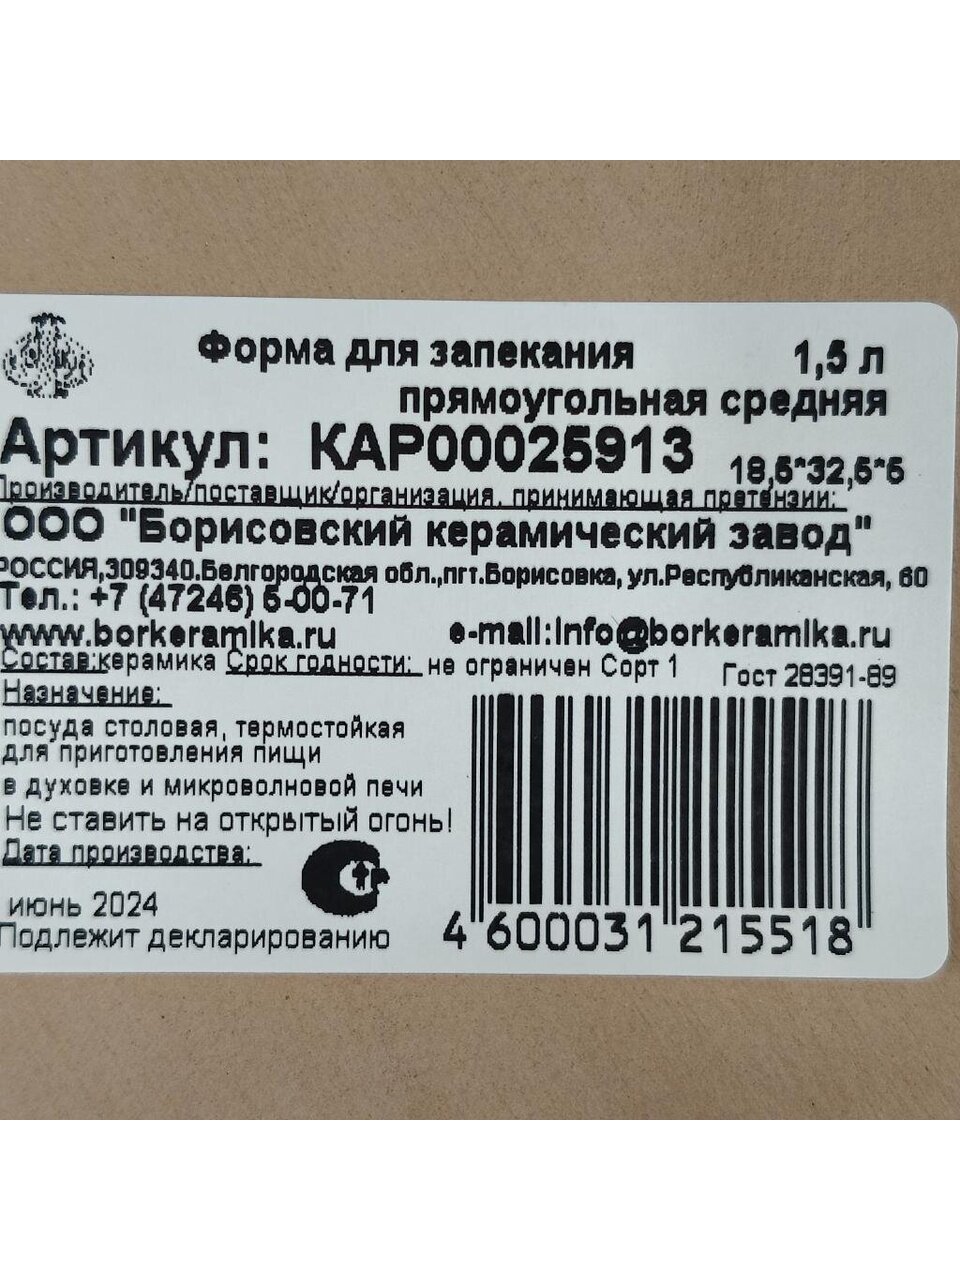 Форма для запекания 1,5 л
прямоугольная средняя
Артикул: КАР00025913 18,5*32,5*5
Производитель/поставщик/организация, принимающая претензии:
ООО "Борисовский керамический завод"
РОССИЯ,309340.Белгородская обл.,пгт.Борисовка, ул.Республиканская, 60
Тел.: +7 (47246) 5-00-71
www.borkeramika.ru e-mail:info@borkeramika.ru
Состав:керамика Срок годности: не ограничен Сорт 1 Гост 28391-89
Назначение:
посуда столовая, термостойкая
для приготовления пищи
в духовке и микроволновой печи
Не ставить на открытый огонь!
Дата производства:
июнь 2024
Подлежит декларированию
4 600031 215518